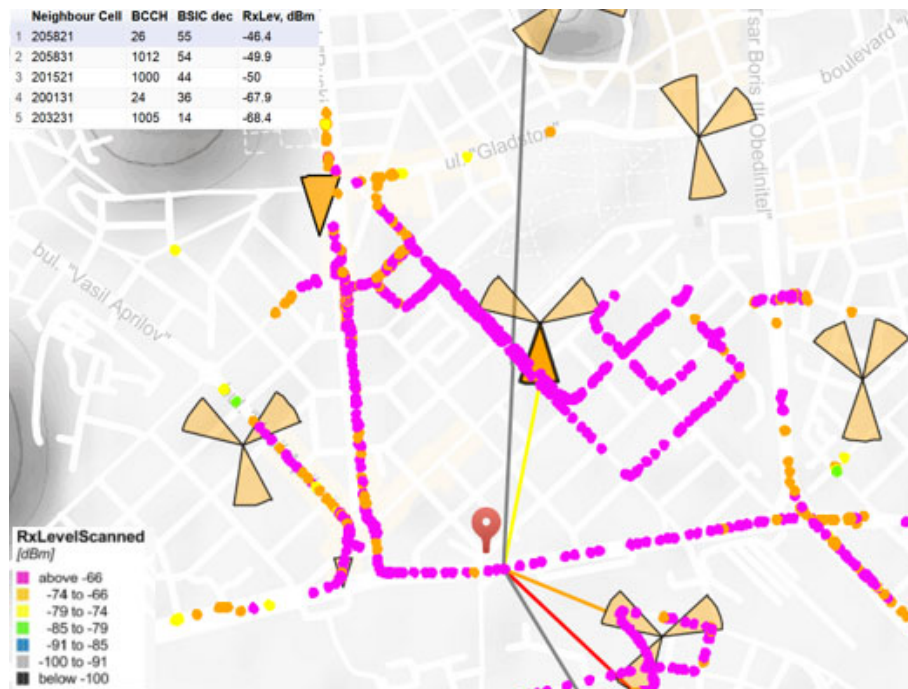 Neighbour Cell BCCH BSIC dec RxLev, dBm
1 205821 26 55 -46.4
2 205831 1012 54 -49.9
3 201521 1000 44 -50
4 200131 24 36 -67.9
5 203231 1005 14 -68.4
boulevard
Tsar Boris III Obedinitel"
ul. "Gladston"
bul. "Vasil Aprilov"
RxLevelScanned
[dBm]
above -66
-74 to -66
-79 to -74
-85 to -79
-91 to -85
-100 to -91
below -100